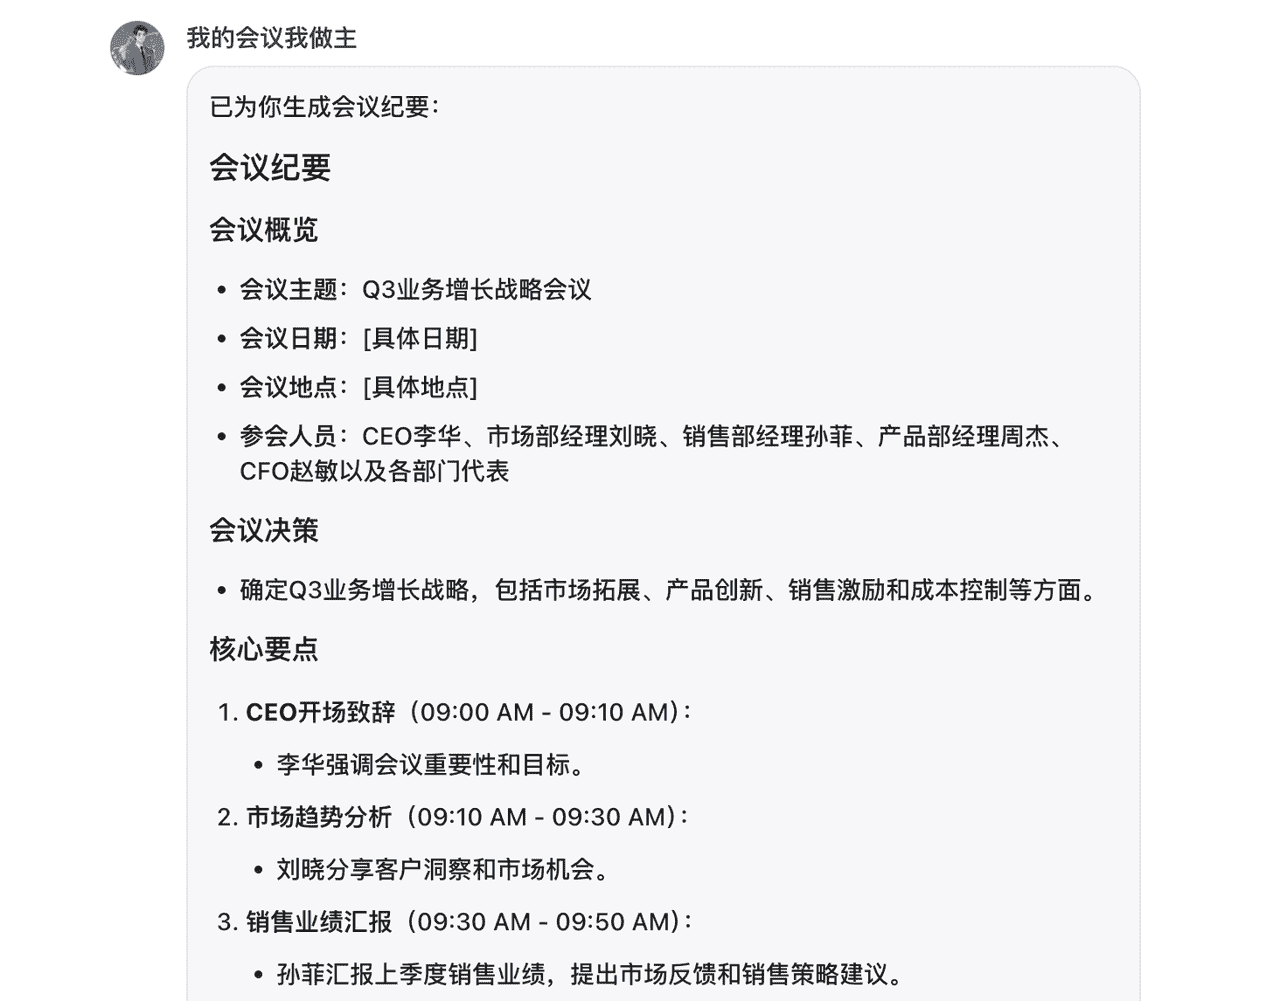 我的会议我做主
已为你生成会议纪要：
会议纪要
会议概览
• 会议主题：Q3业务增长战略会议
• 会议日期：[具体日期]
• 会议地点：[具体地点]
• 参会人员：CEO李华、市场部经理刘晓、销售部经理孙菲、产品部经理周杰、
CFO赵敏以及各部门代表
会议决策
• 确定Q3业务增长战略，包括市场拓展、产品创新、销售激励和成本控制等方面。
核心要点
1. CEO开场致辞（09:00 AM - 09:10 AM）：
• 李华强调会议重要性和目标。
2. 市场趋势分析（09:10 AM - 09:30 AM）：
• 刘晓分享客户洞察和市场机会。
3. 销售业绩汇报（09:30 AM - 09:50 AM）：
• 孙菲汇报上季度销售业绩，提出市场反馈和销售策略建议。